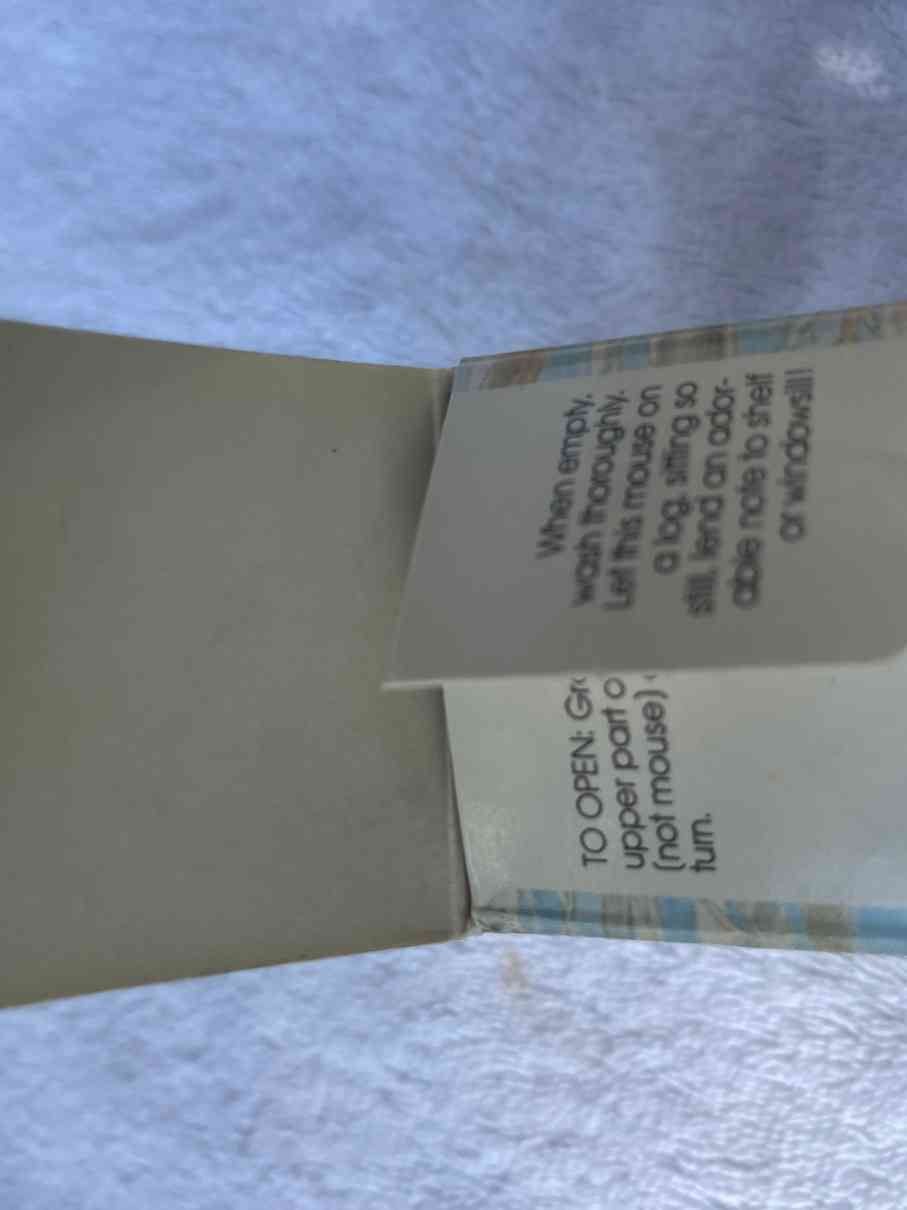 When empty,
wash thoroughly.
Let this mouse on
a log, sitting so
still, lend an ador-
able note to shelf
or windowsill!
TO OPEN: Gr
upper part o
(not mouse)
turn.